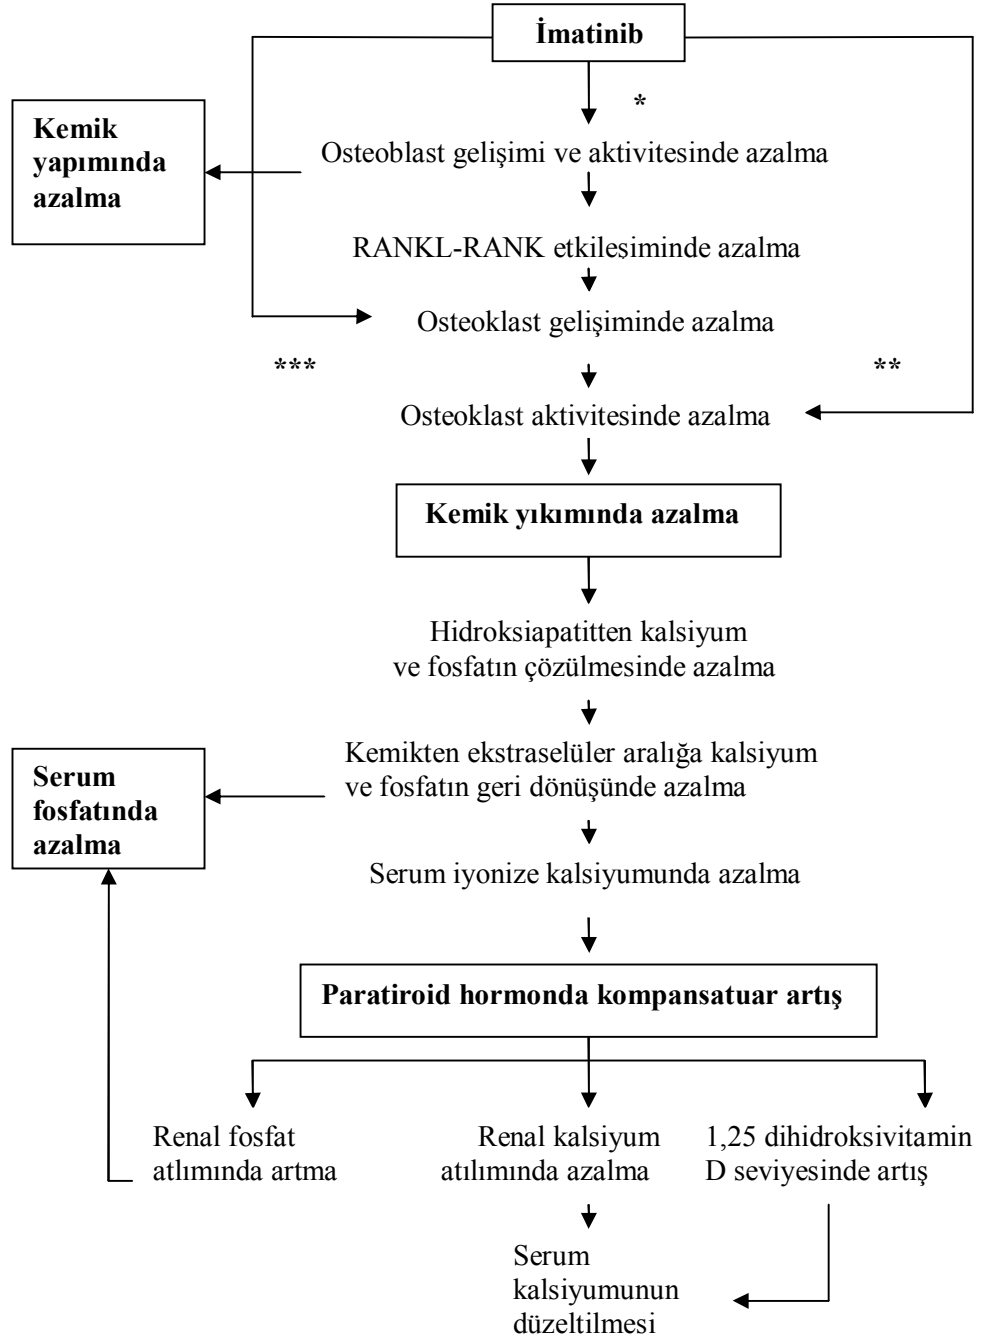 İmatinib
*
Kemik
yapımında
azalma
Osteoblast gelişimi ve aktivitesinde azalma
RANKL-RANK etkileşiminde azalma
Osteoklast gelişiminde azalma
***
**
Osteoklast aktivitesinde azalma
Kemik yıkımında azalma
Hidroksiapatitten kalsiyum
ve fosfatın çözülmesinde azalma
Kemikten ekstraselüler aralığa kalsiyum
ve fosfatın geri dönüşünde azalma
Serum
fosfatında
azalma
Serum iyonize kalsiyumunda azalma
Paratiroid hormonda kompansatuar artış
Renal fosfat
atlımında artma
Renal kalsiyum
atılımında azalma
1,25 dihidroksivitamin
D seviyesinde artış
Serum
kalsiyumunun
düzeltilmesi